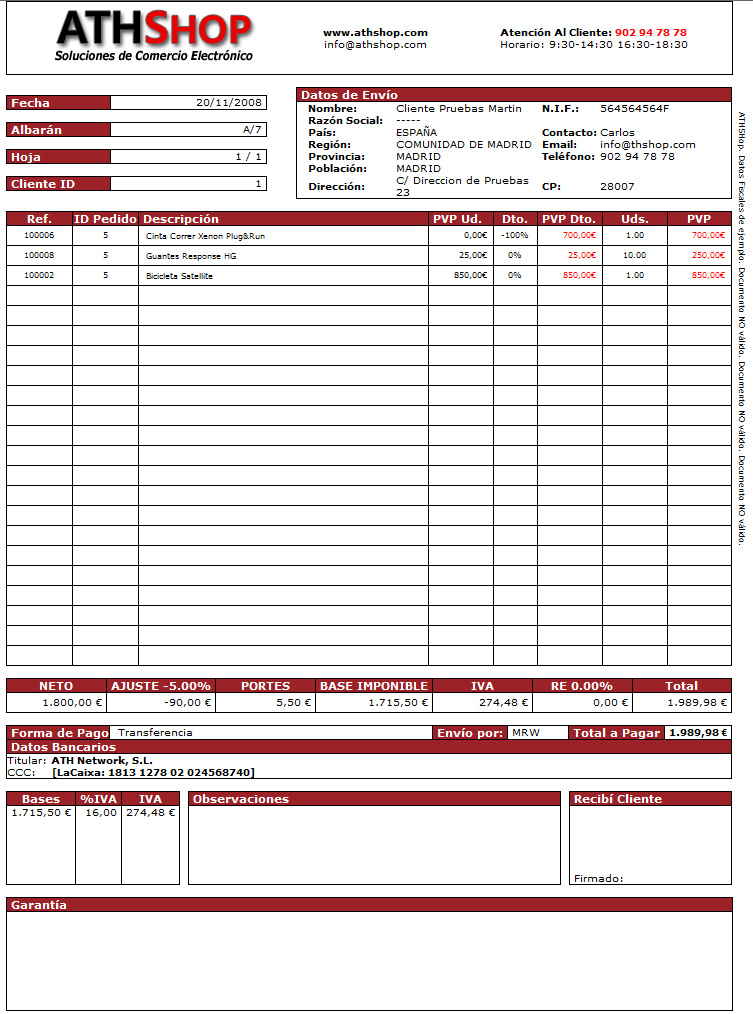 ATHSHOP
Soluciones de Comercio Electrónico
www.athshop.com
info@athshop.com
Atención Al Cliente: 902 94 78 78
Horario: 9:30-14:30 16:30-18:30
Fecha 20/11/2008
Albarán A/7
Hoja 1 / 1
Cliente ID 1
Datos de Envío
Nombre: Cliente Pruebas Martin N.I.F.: 564564564F
Razón Social: -----
País: ESPAÑA Contacto: Carlos
Región: COMUNIDAD DE MADRID Email: info@thshop.com
Provincia: MADRID Teléfono: 902 94 78 78
Población: MADRID
Dirección: C/ Direccion de Pruebas 23 CP: 28007
Ref. ID Pedido Descripción PVP Ud. Dto. PVP Dto. Uds. PVP
100006 5 Cinta Correr Xenon Plug&Run 0,00€ -100% 700,00€ 1.00 700,00€
100008 5 Guantes Response HG 25,00€ 0% 25,00€ 10.00 250,00€
100002 5 Bicicleta Satellite 850,00€ 0% 850,00€ 1.00 850,00€
NETO AJUSTE -5.00% PORTES BASE IMPONIBLE IVA RE 0.00% Total
1.800,00 € -90,00 € 5,50 € 1.715,50 € 274,48 € 0,00 € 1.989,98 €
Forma de Pago Transferencia Envío por: MRW Total a Pagar 1.989,98 €
Datos Bancarios
Titular: ATH Network, S.L.
CCC: [LaCaixa: 1813 1278 02 024568740]
Bases %IVA IVA
1.715,50 € 16,00 274,48 €
Observaciones
Recibí Cliente
Firmado:
Garantía
ATHSHop. Datos Fiscales de ejemplo. Documento NO válido. Documento NO válido. Documento NO válido. Documento NO válido.